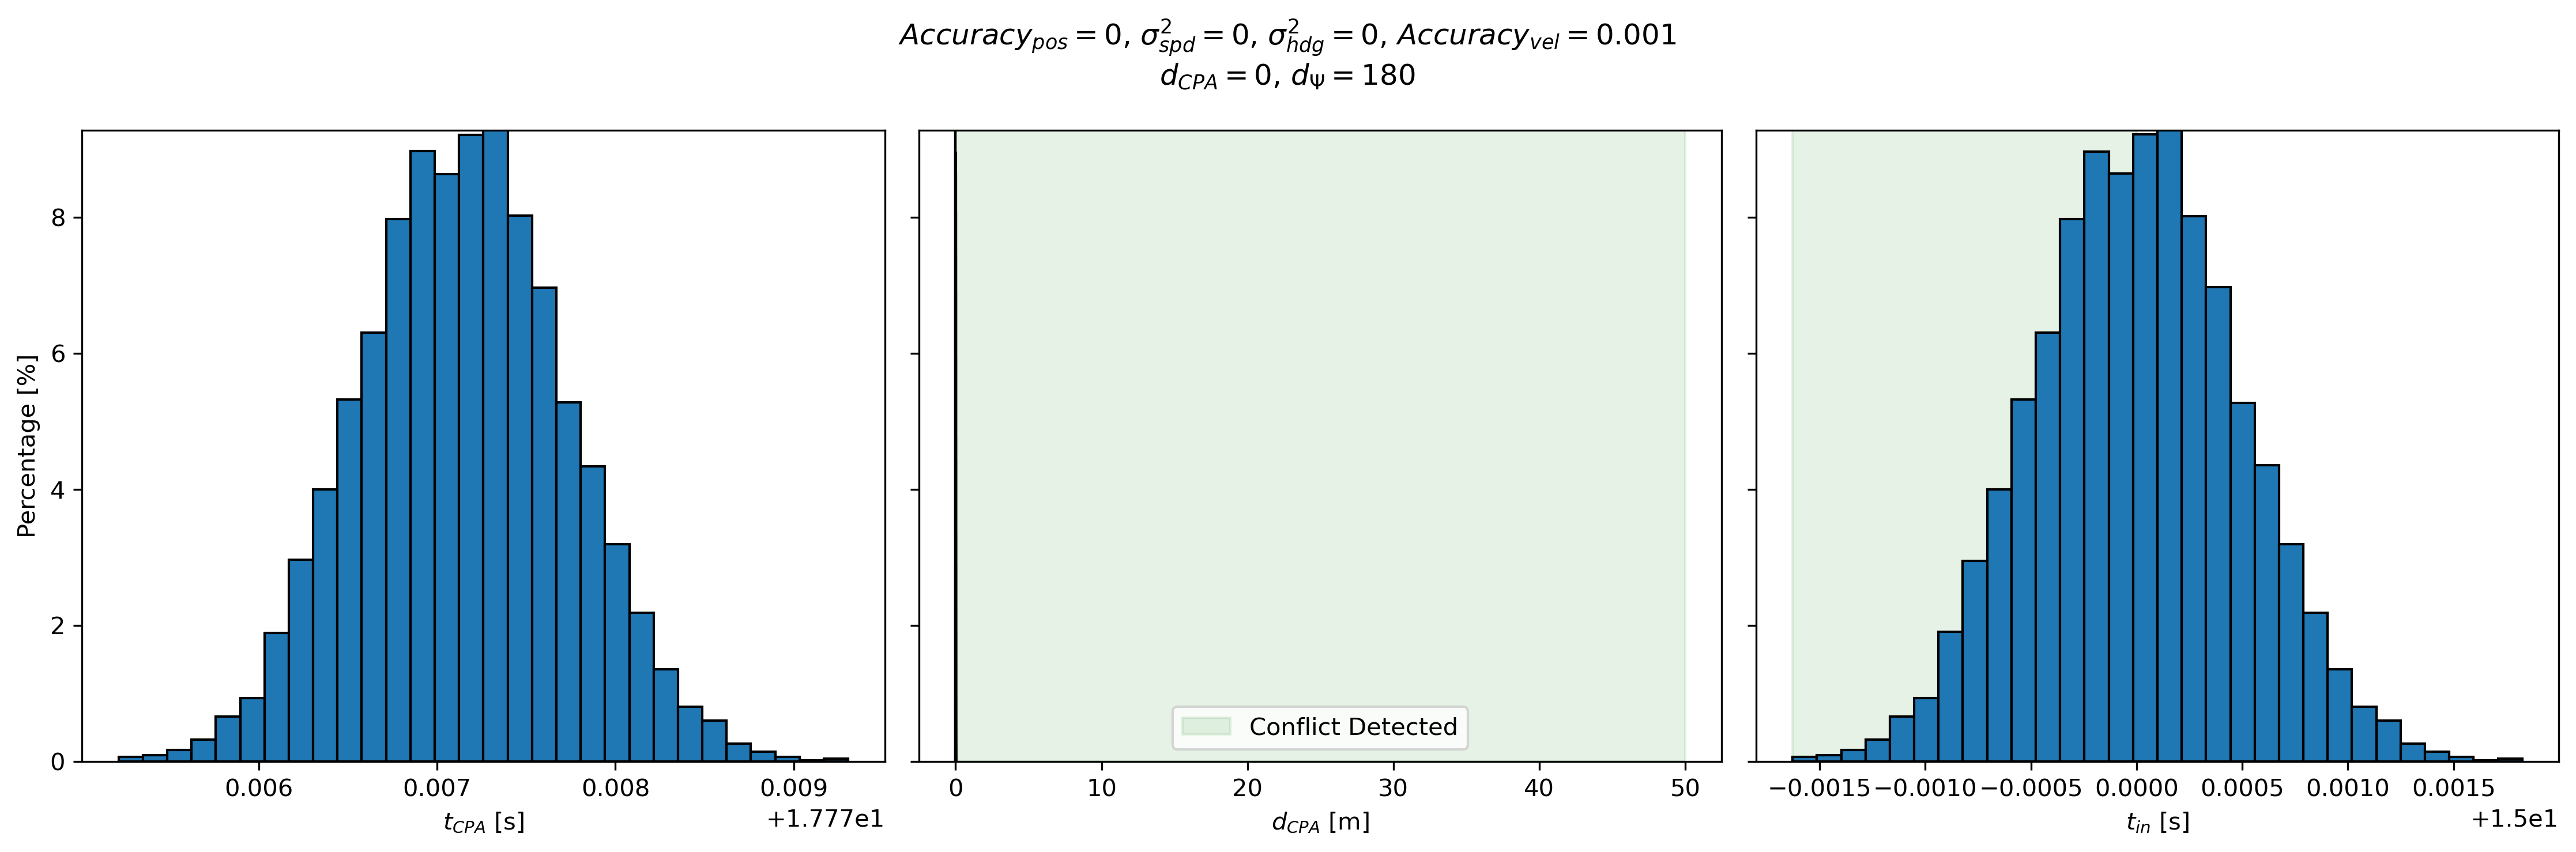 Accuracy_pos = 0, σ²_spd = 0, σ²_hdg = 0, Accuracy_vel = 0.001
d_CPA = 0, d_ψ = 180
Percentage [%]
8
6
4
2
0
0.006 0.007 0.008 0.009
+1.777e1
t_CPA [s]
Conflict Detected
0 10 20 30 40 50
d_CPA [m]
−0.0015 −0.0010 −0.0005 0.0000 0.0005 0.0010 0.0015
+1.5e1
t_in [s]